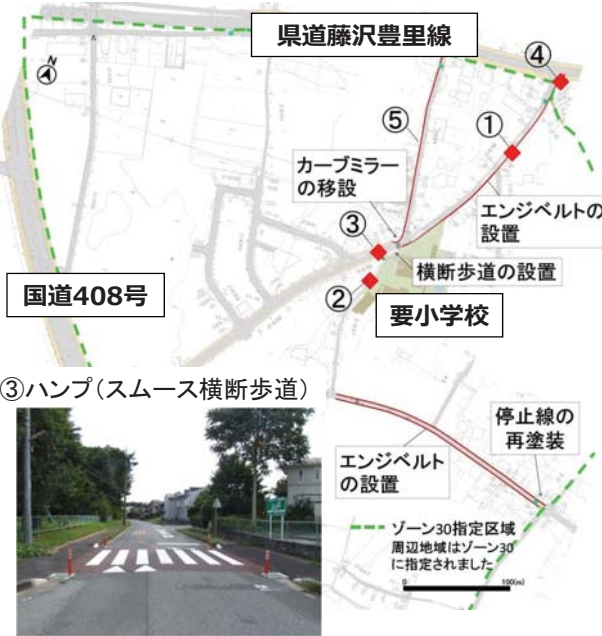 県道藤沢豊里線
N
④
①
⑤
カーブミラー
の移設
エンジベルトの
設置
③
横断歩道の設置
国道408号
②
要小学校
③ハンプ（スムース横断歩道）
停止線の
再塗装
エンジベルト
の設置
ゾーン30指定区域
周辺地域はゾーン30
に指定されました
0 100(m)